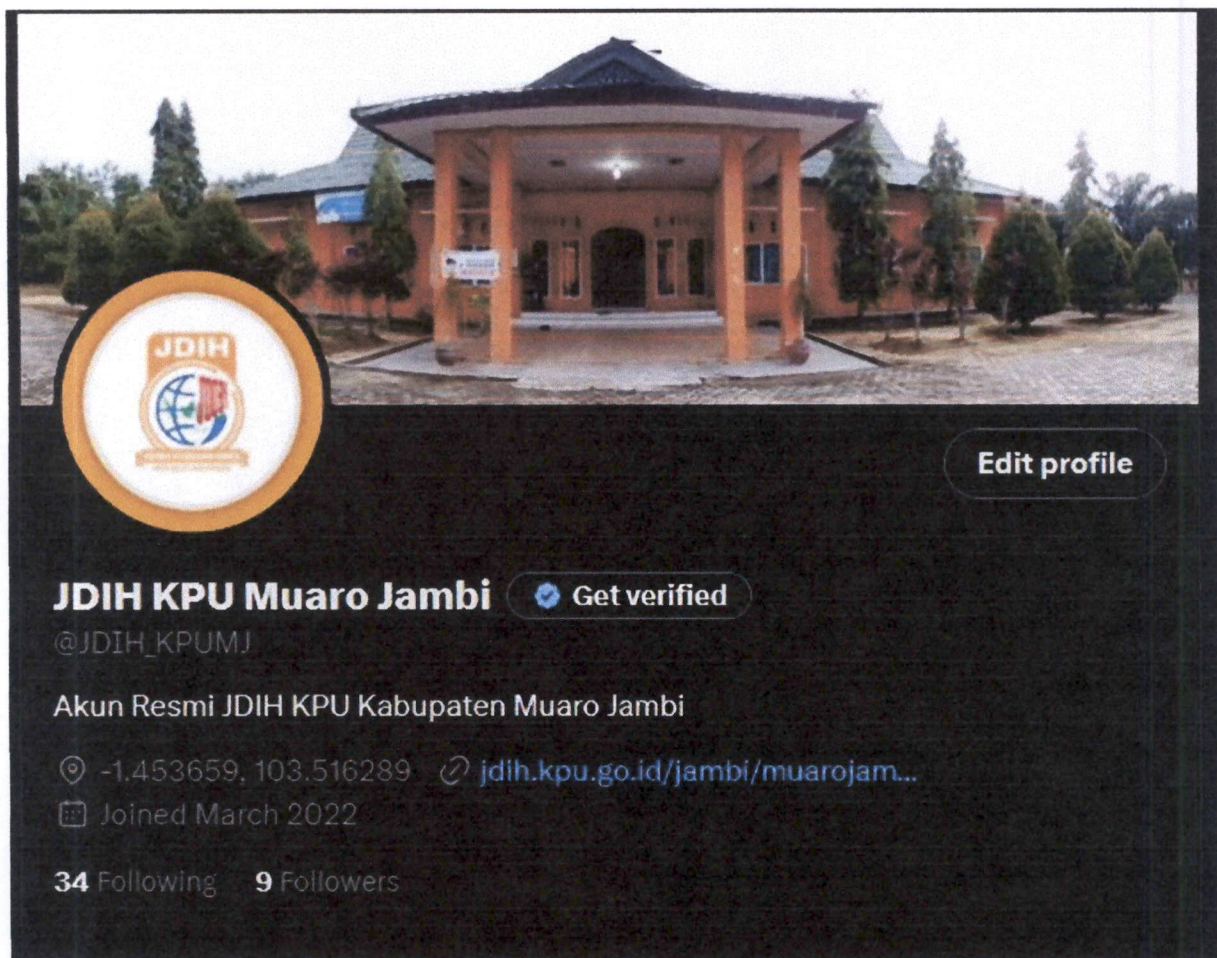 JDIH
Edit profile
JDIH KPU Muaro Jambi
Get verified
@JDIH_KPUMJ
Akun Resmi JDIH KPU Kabupaten Muaro Jambi
-1.453659, 103.516289 jdih.kpu.go.id/jambi/muarojam...
Joined March 2022
34 Following 9 Followers